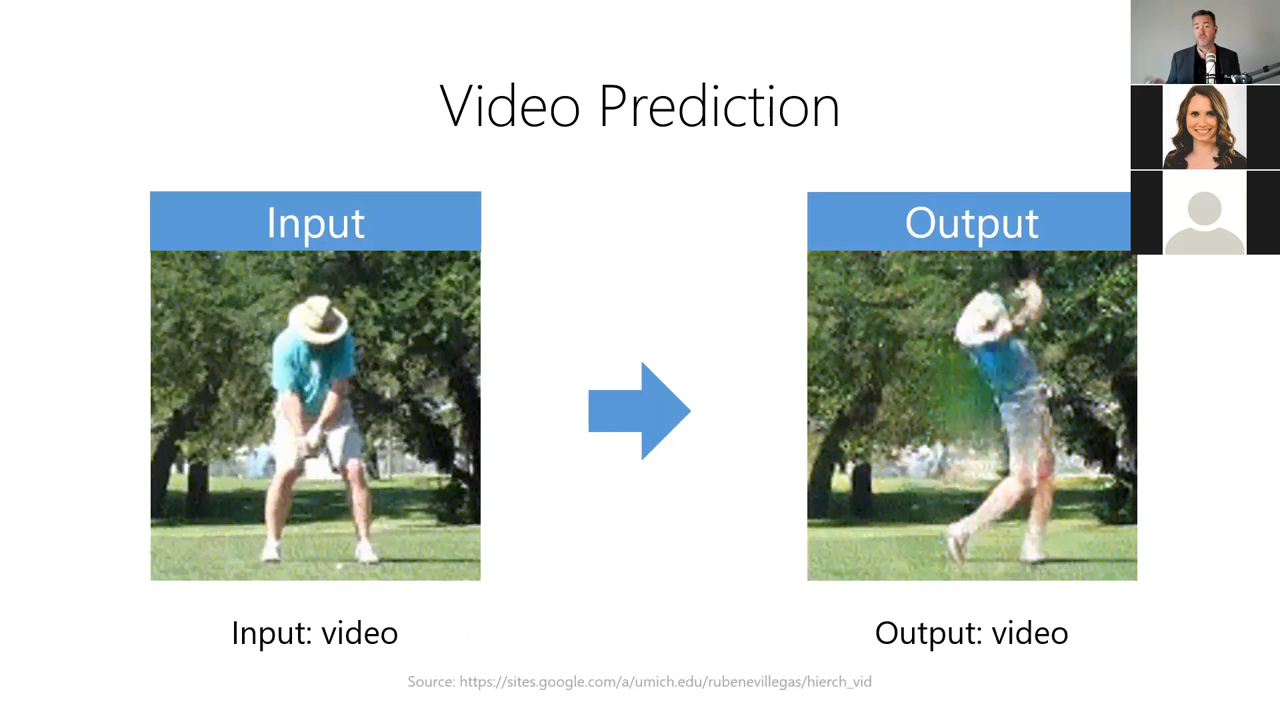 Video Prediction
Input
Output
Input: video
Output: video
Source: https://sites.google.com/a/umich.edu/rubenevillegas/hierch_vid